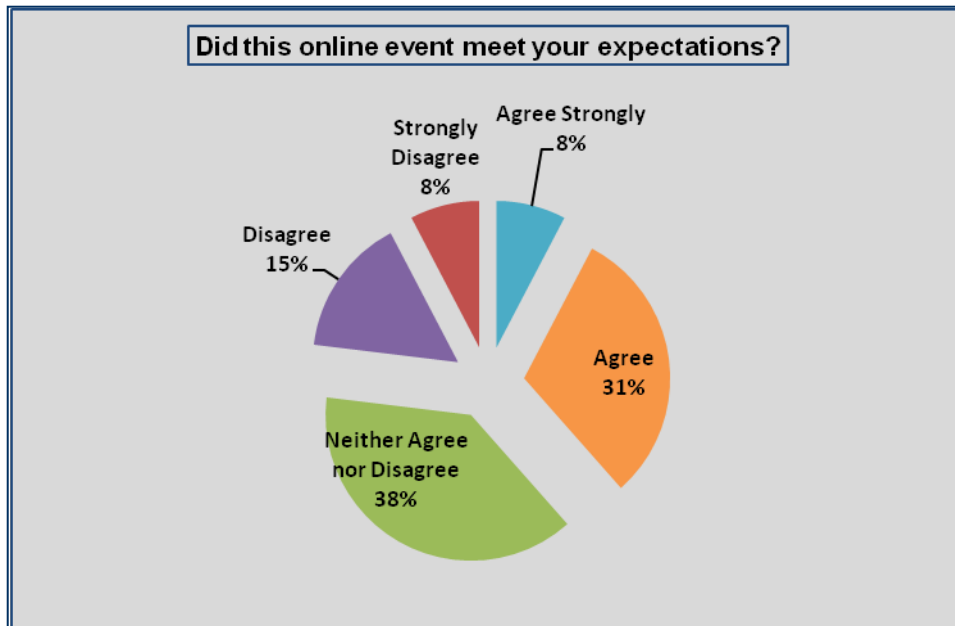 Did this online event meet your expectations?
Agree Strongly
8%
Strongly
Disagree
8%
Disagree
15%
Agree
31%
Neither Agree
nor Disagree
38%